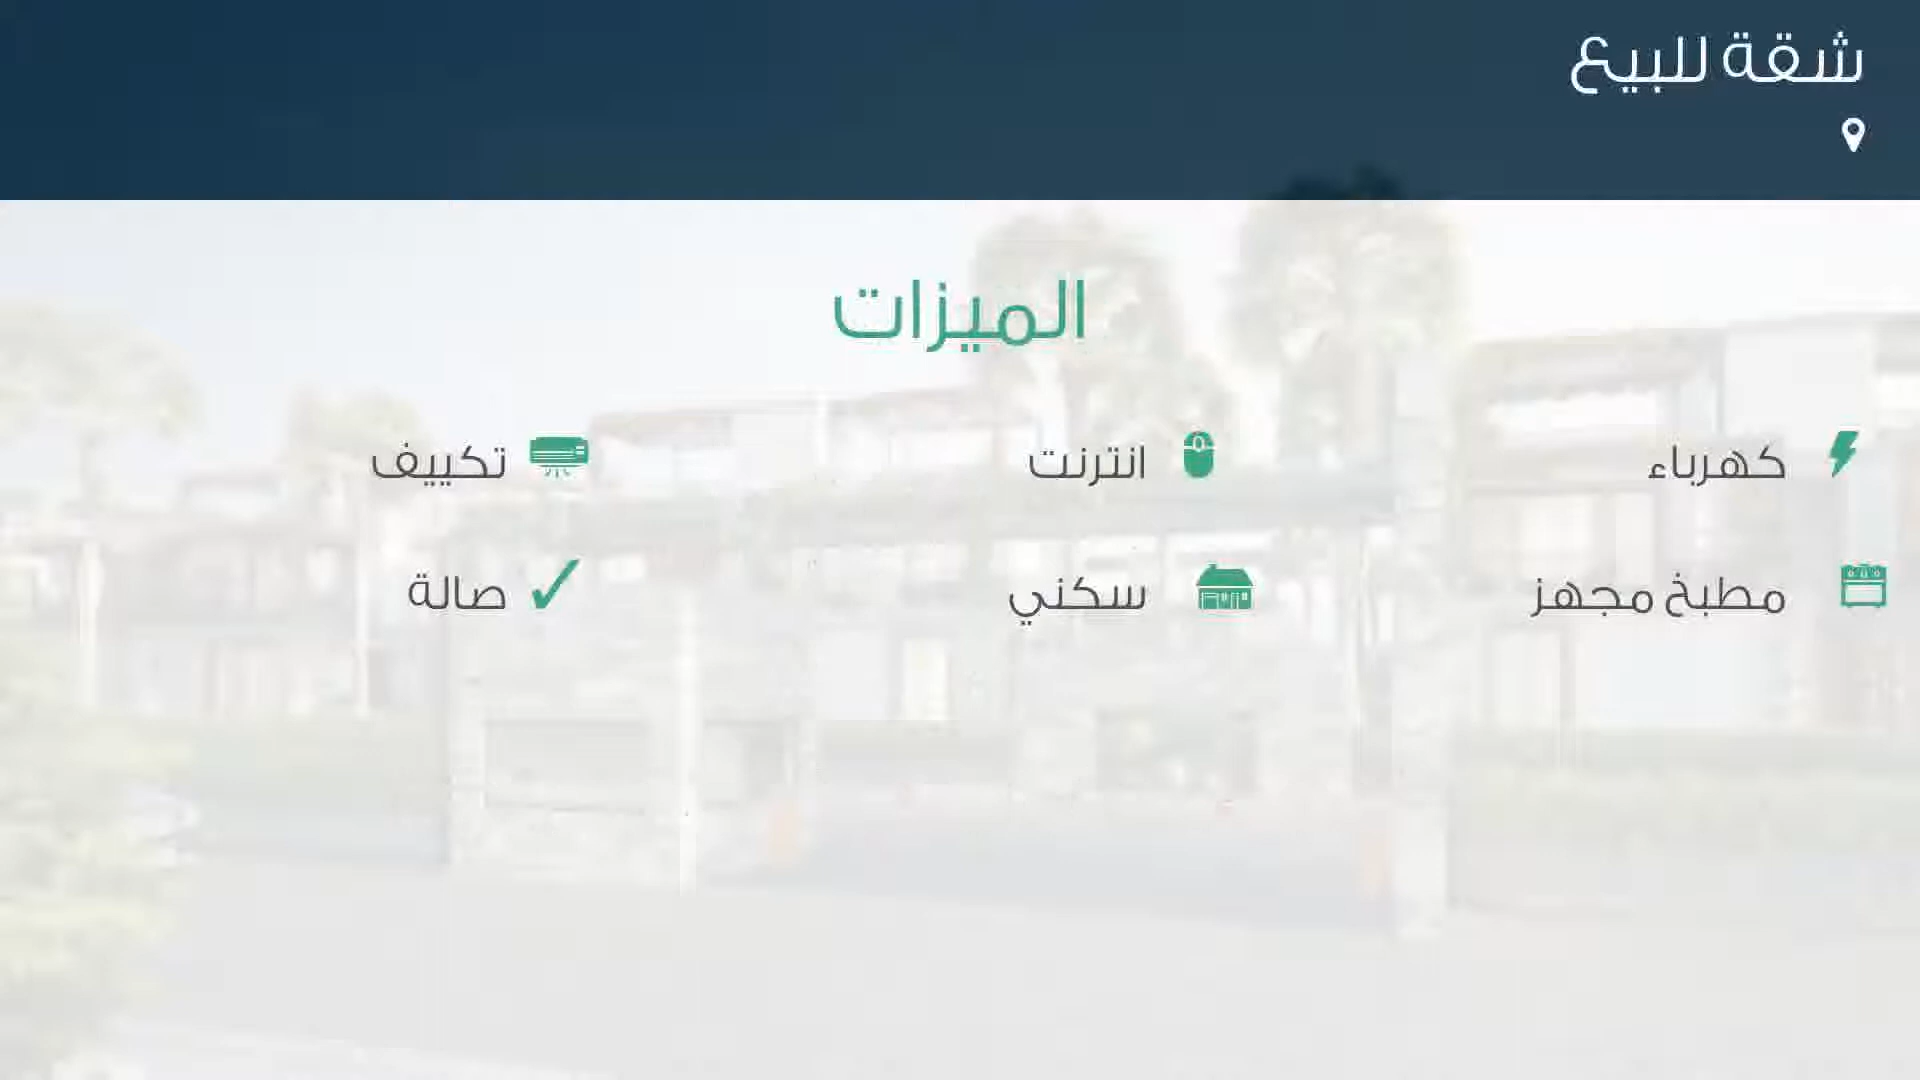 شقة للبيع
الميزات
كهرباء
انترنت
تكييف
مطبخ مجهز
سكني
صالة